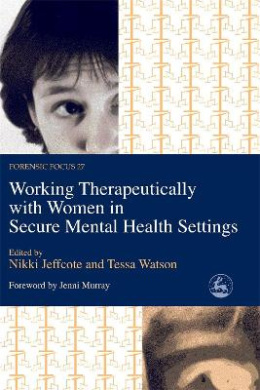 FORENSIC FOCUS 27
Working Therapeutically
with Women in
Secure Mental Health Settings
Edited by
Nikki Jeffcote and Tessa Watson
Foreword by Jenni Murray